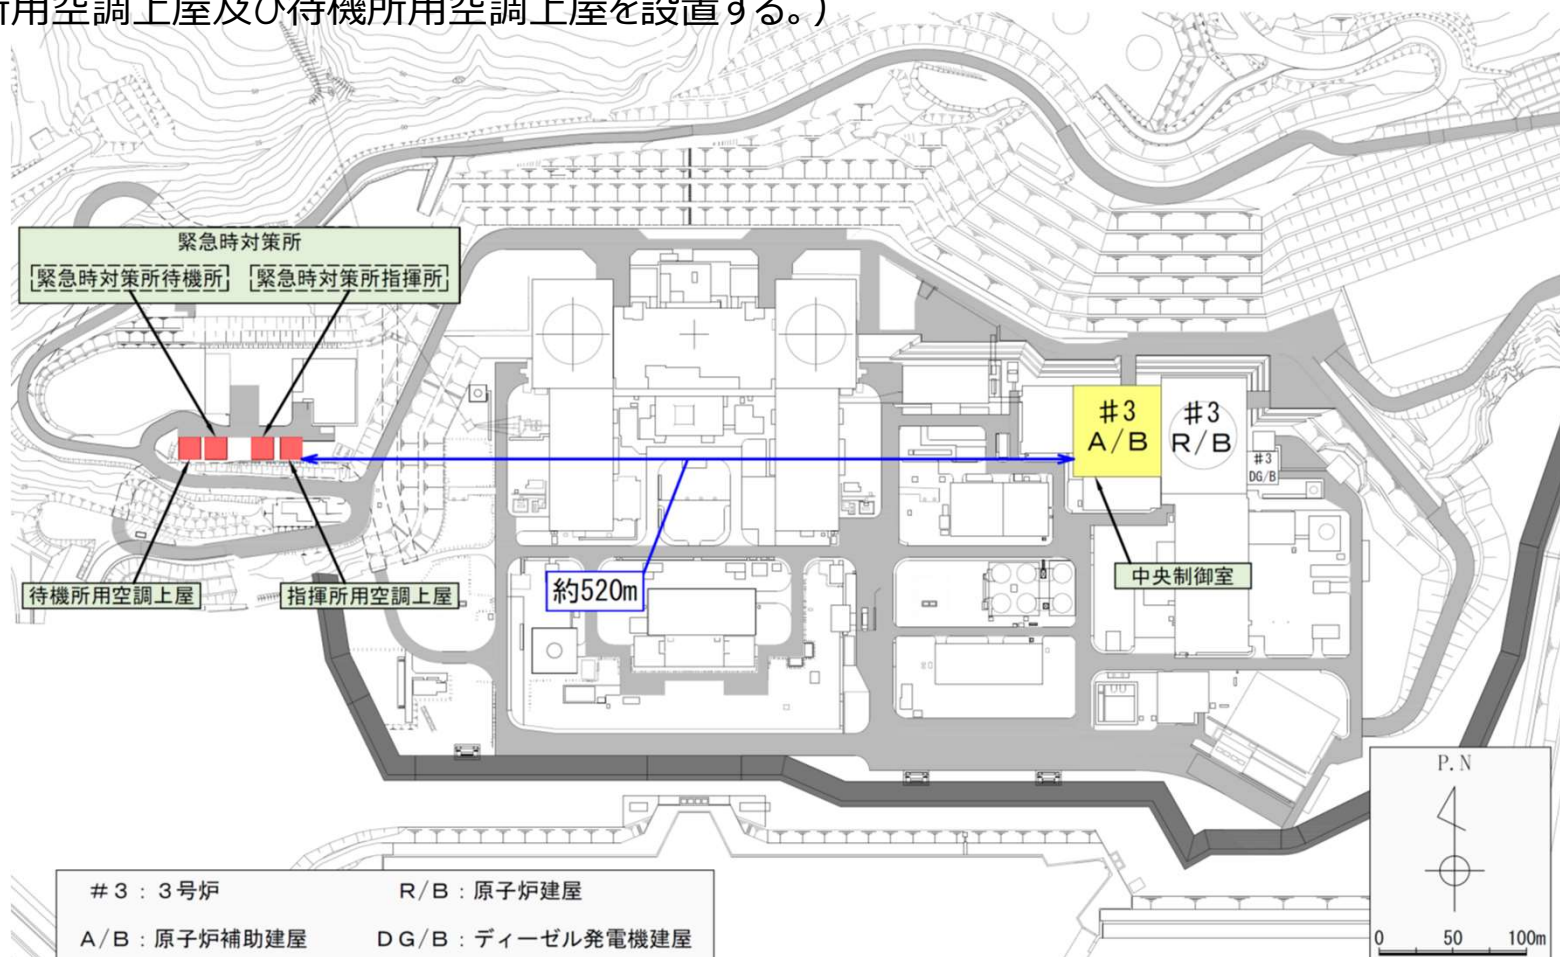 所用空調上屋及び待機所用空調上屋を設置する。）
緊急時対策所
緊急時対策所待機所 緊急時対策所指揮所
♯3
A/B
♯3
R/B
♯3
DG/B
約520m
中央制御室
待機所用空調上屋
指揮所用空調上屋
P.N
0 50 100m
♯3：3号炉 R/B：原子炉建屋
A/B：原子炉補助建屋 DG/B：ディーゼル発電機建屋